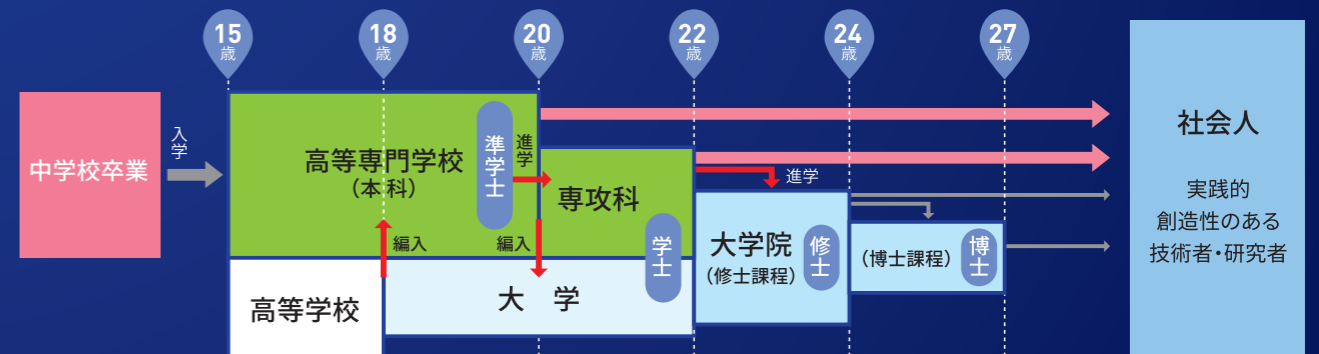 15
歳
18
歳
20
歳
22
歳
24
歳
27
歳
中学校卒業
入学
高等専門学校
(本科)
準学士
進学
専攻科
進学
編入
編入
学士
高等学校
大 学
大学院
(修士課程)
修士
(博士課程)
博士
社会人
実践的
創造性のある
技術者・研究者